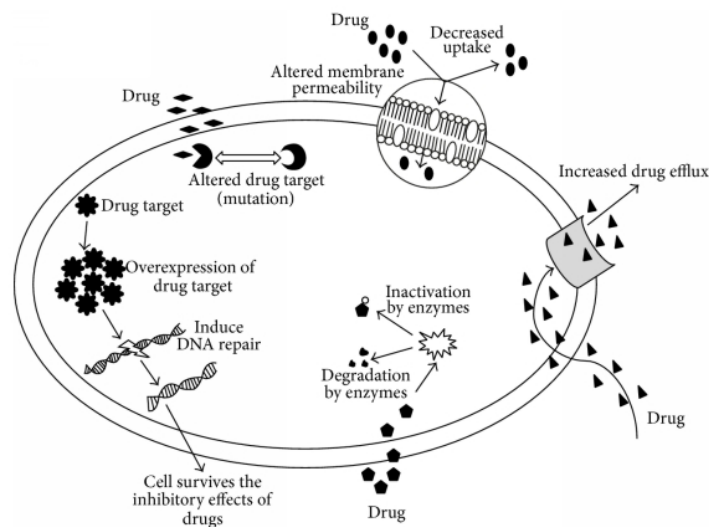 Drug
Decreased
uptake
Altered membrane
permeability
Drug
Increased drug efflux
Altered drug target
(mutation)
Drug target
Overexpression of
drug target
Inactivation
by enzymes
Induce
DNA repair
Degradation
by enzymes
Drug
Cell survives the
inhibitory effects of
drugs
Drug